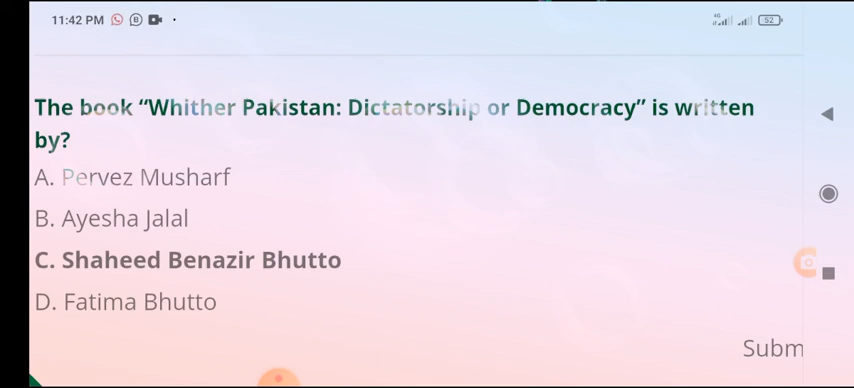 11:42 PM
4G
52
The book “Whither Pakistan: Dictatorship or Democracy” is written
by?
A. Pervez Musharf
B. Ayesha Jalal
C. Shaheed Benazir Bhutto
D. Fatima Bhutto
Subm